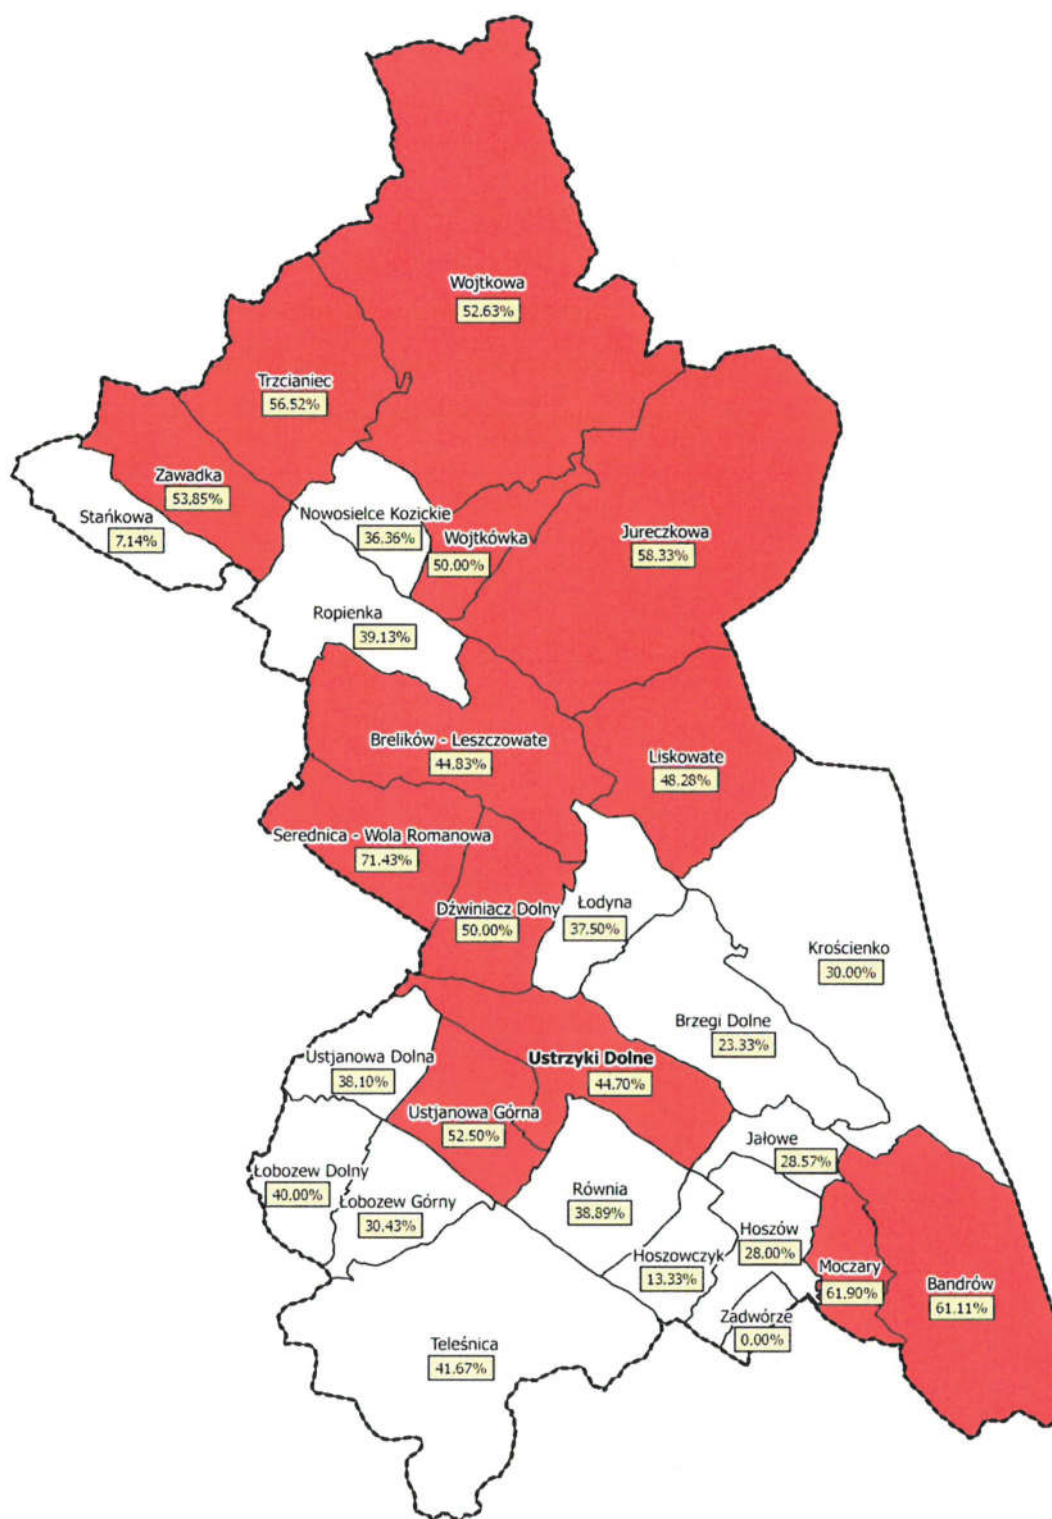 Wojtkowa
52.63%
Trzcianiec
56.52%
Zawadka
53.85%
Stańkowa
7.14%
Nowosielce Kozickie
36.36%
Wojtkówka
50.00%
Jureczkowa
58.33%
Ropienka
39.13%
Brelików - Leszczowate
44.83%
Liskowate
48.28%
Serednica - Wola Romanowa
71.43%
Dźwiniacz Dolny
50.00%
Łodyna
37.50%
Krościenko
30.00%
Brzegi Dolne
23.33%
Ustjanowa Dolna
38.10%
Ustrzyki Dolne
44.70%
Ustjanowa Górna
52.50%
Jałowe
28.57%
Łobozew Dolny
40.00%
Łobozew Górny
30.43%
Równia
38.89%
Hoszów
28.00%
Hoszowczyk
13.33%
Moczary
61.90%
Bandrów
61.11%
Zadwórze
0.00%
Teleśnica
41.67%